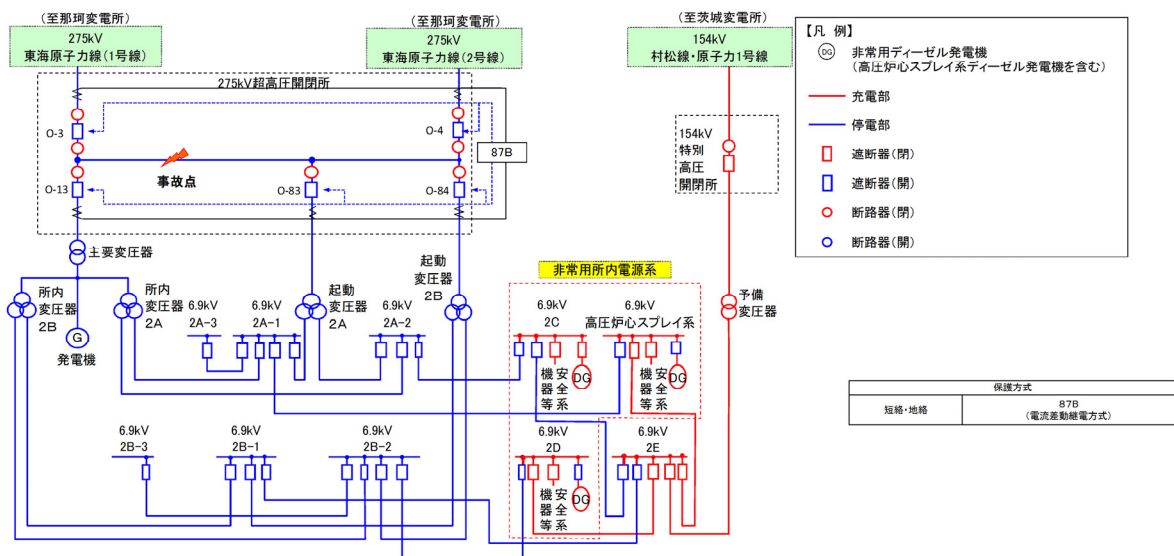 (至那珂変電所)
275kV
東海原子力線(1号線)
(至那珂変電所)
275kV
東海原子力線(2号線)
(至茨城変電所)
154kV
村松線・原子力1号線
【凡 例】
DG
非常用ディーゼル発電機
(高圧炉心スプレイ系ディーゼル発電機を含む)
充電部
停電部
遮断器(閉)
遮断器(開)
断路器(閉)
断路器(開)
275kV超高圧開閉所
O-3
O-4
87B
事故点
O-13
O-83
O-84
154kV
特別
高圧
開閉所
主要変圧器
所内
変圧器
2B
G
発電機
所内
変圧器
2A
起動
変圧器
2A
起動
変圧器
2B
予備
変圧器
非常用所内電源系
6.9kV
2A-3
6.9kV
2A-1
6.9kV
2A-2
6.9kV
2C
6.9kV
高圧炉心スプレイ系
安全系
機器等
DG
安全系
機器等
DG
6.9kV
2B-3
6.9kV
2B-1
6.9kV
2B-2
6.9kV
2D
6.9kV
2E
安全系
機器等
DG
保護方式
短絡・地絡
87B
(電流差動継電方式)